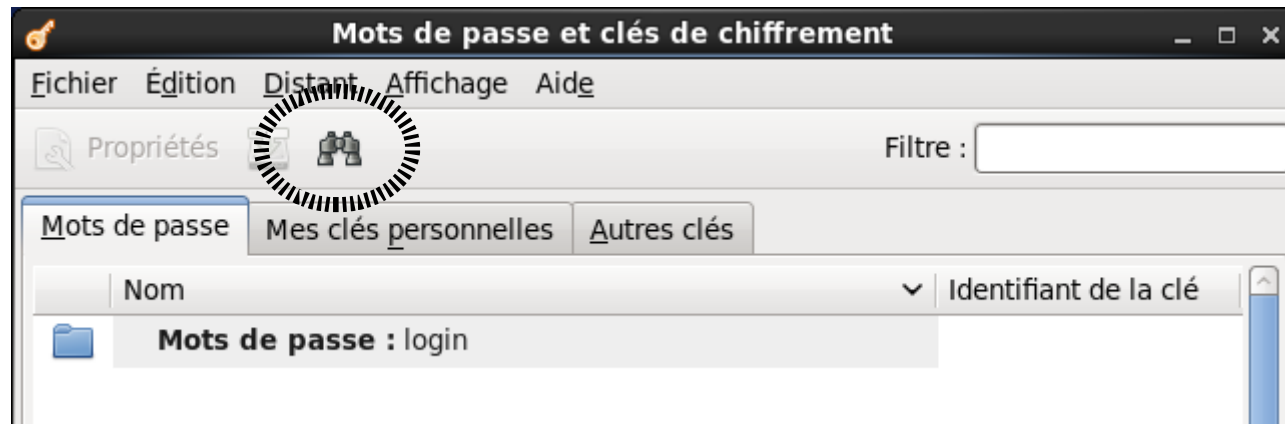 Mots de passe et clés de chiffrement
Fichier Édition Distant Affichage Aide
Propriétés Filtre :
Mots de passe Mes clés personnelles Autres clés
Nom Identifiant de la clé
Mots de passe : login